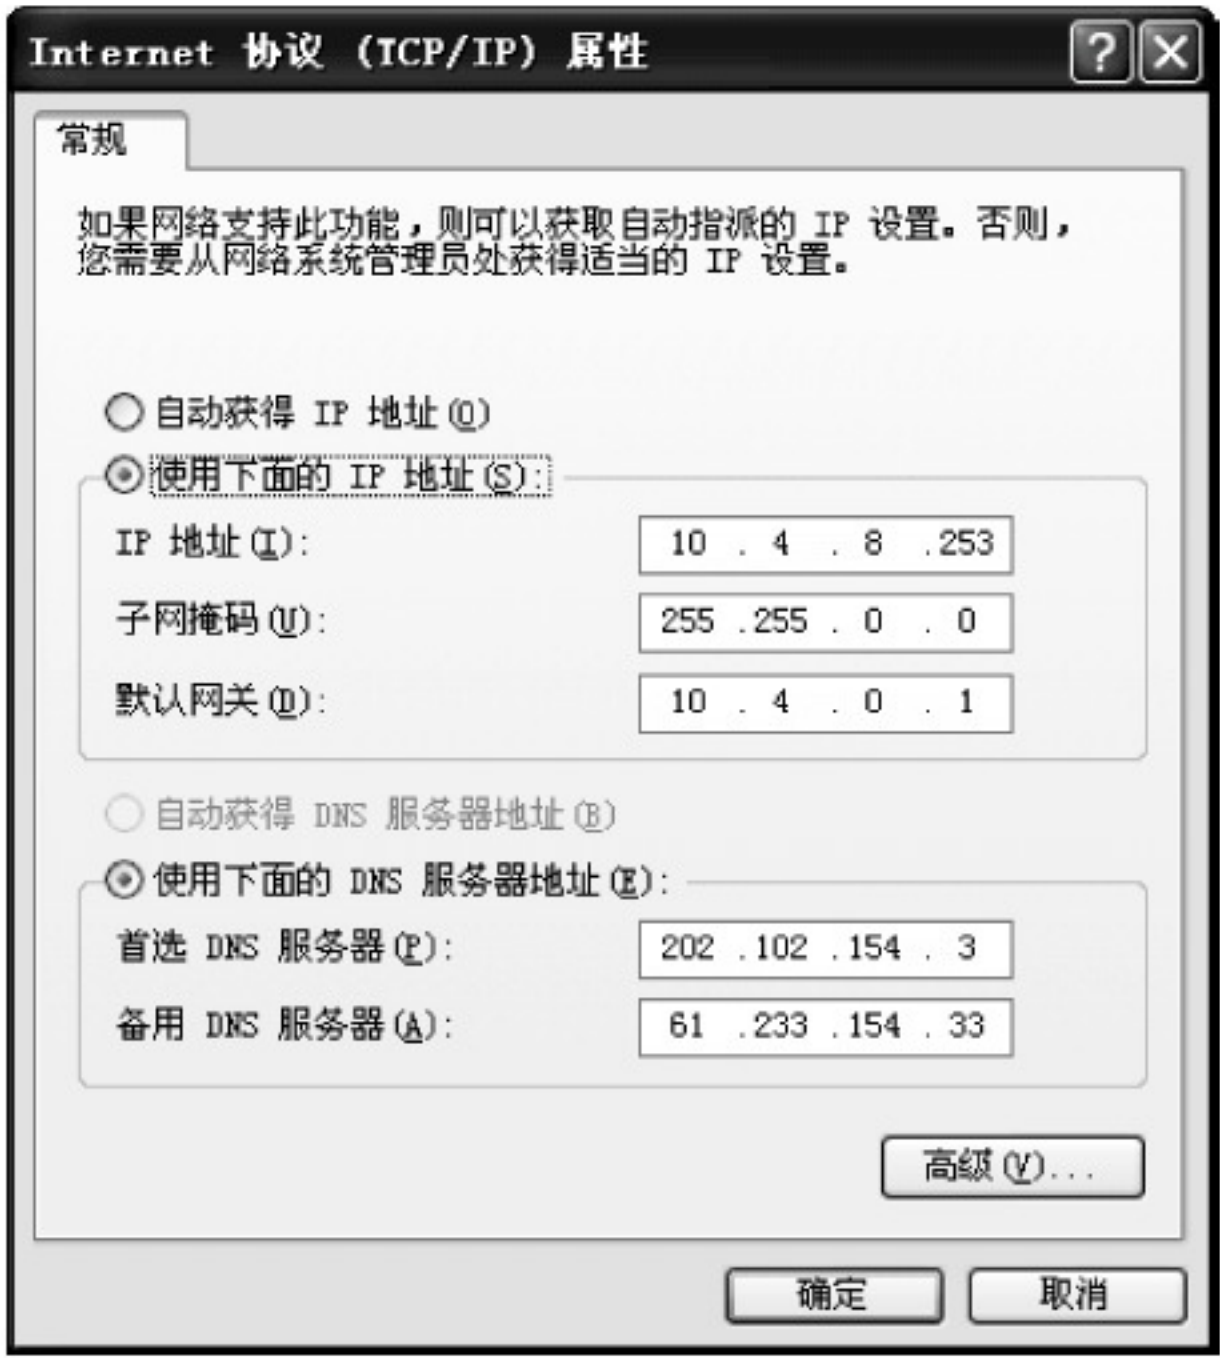 Internet 协议 (TCP/IP) 属性
常规
如果网络支持此功能，则可以获取自动指派的 IP 设置。否则，
您需要从网络系统管理员处获得适当的 IP 设置。
自动获得 IP 地址(O)
使用下面的 IP 地址(S):
IP 地址(I): 10 . 4 . 8 .253
子网掩码(U): 255 .255 . 0 . 0
默认网关(D): 10 . 4 . 0 . 1
自动获得 DNS 服务器地址(B)
使用下面的 DNS 服务器地址(E):
首选 DNS 服务器(P): 202 .102 .154 . 3
备用 DNS 服务器(A): 61 .233 .154 . 33
高级(V)...
确定 取消